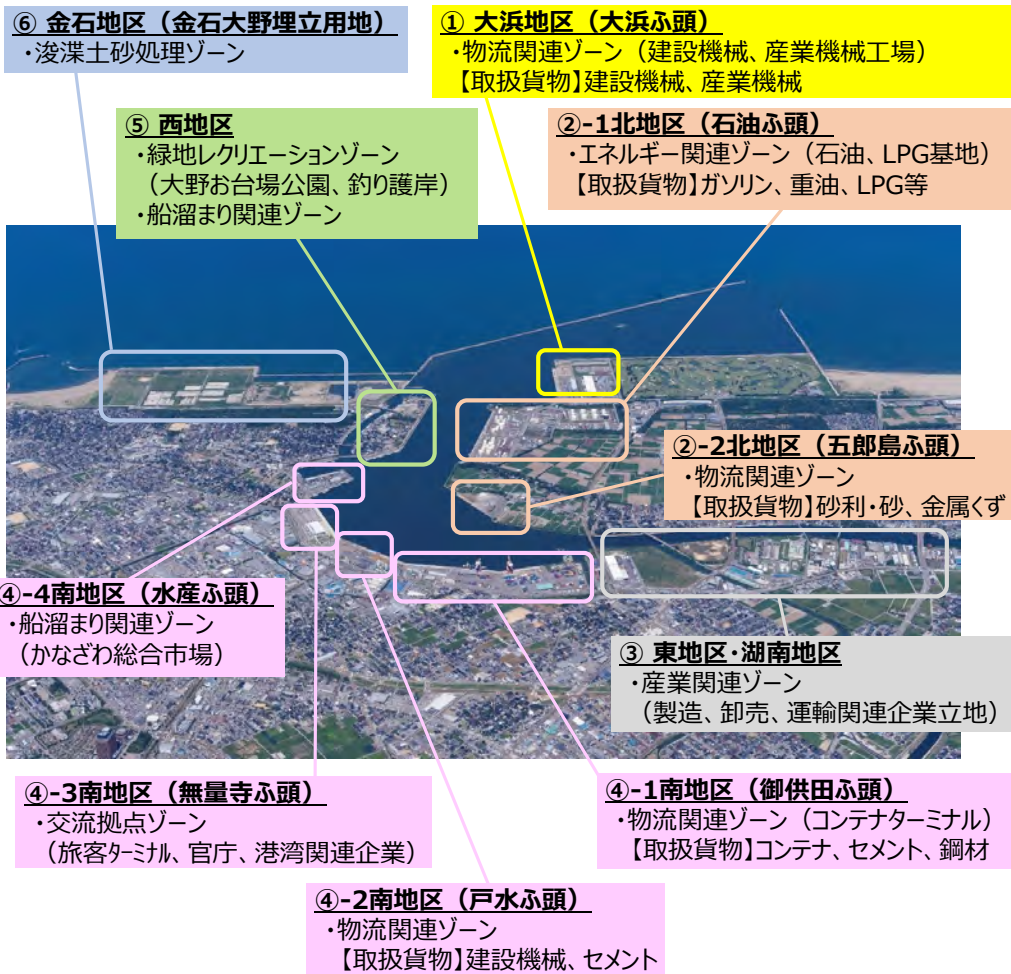 ⑥ 金石地区（金石大野埋立用地）
・浚渫土砂処理ゾーン
① 大浜地区（大浜ふ頭）
・物流関連ゾーン（建設機械、産業機械工場）
【取扱貨物】建設機械、産業機械
⑤ 西地区
・緑地レクリエーションゾーン
（大野お台場公園、釣り護岸）
・船溜まり関連ゾーン
②-1北地区（石油ふ頭）
・エネルギー関連ゾーン（石油、LPG基地）
【取扱貨物】ガソリン、重油、LPG等
②-2北地区（五郎島ふ頭）
・物流関連ゾーン
【取扱貨物】砂利・砂、金属くず
④-4南地区（水産ふ頭）
・船溜まり関連ゾーン
（かなざわ総合市場）
③ 東地区・湖南地区
・産業関連ゾーン
（製造、卸売、運輸関連企業立地）
④-3南地区（無量寺ふ頭）
・交流拠点ゾーン
（旅客ターミナル、官庁、港湾関連企業）
④-1南地区（御供田ふ頭）
・物流関連ゾーン（コンテナターミナル）
【取扱貨物】コンテナ、セメント、鋼材
④-2南地区（戸水ふ頭）
・物流関連ゾーン
【取扱貨物】建設機械、セメント